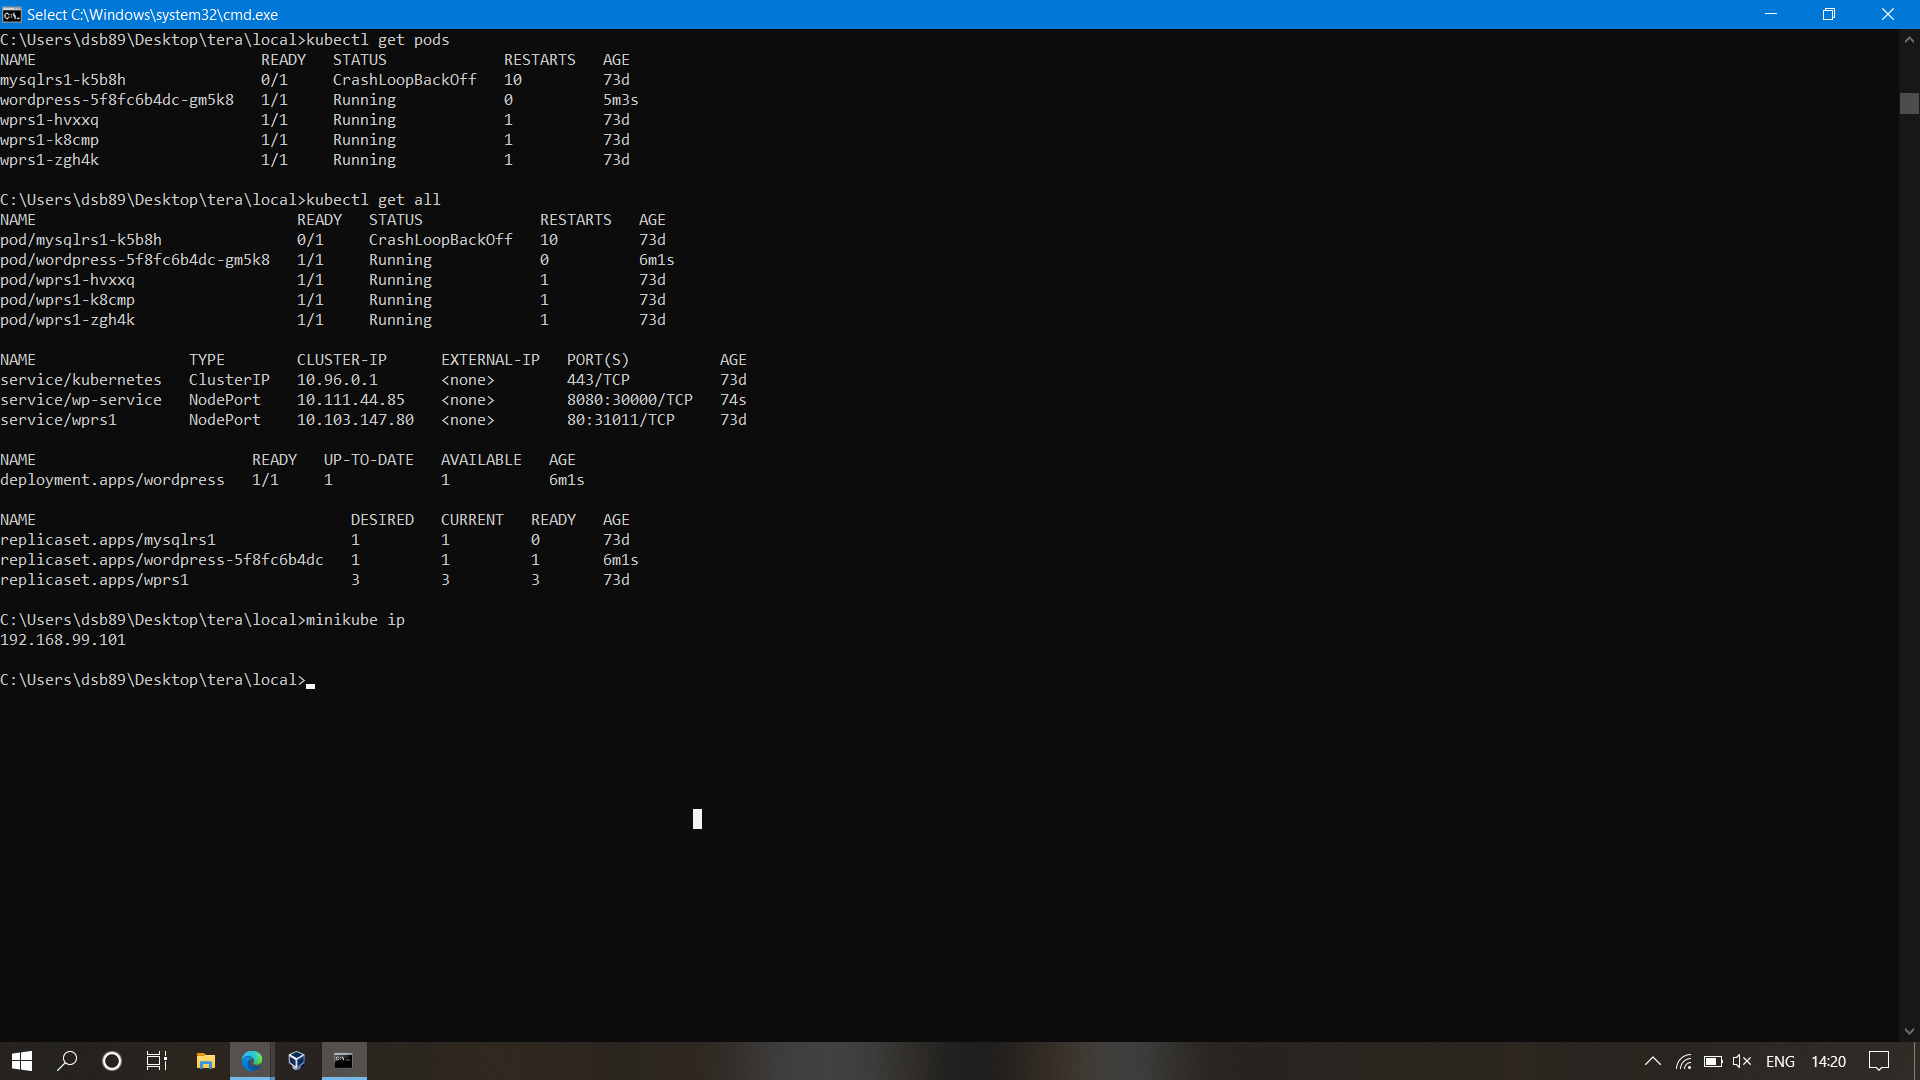 Select C:\Windows\system32\cmd.exe
C:\Users\dsb89\Desktop\tera\local>kubectl get pods
NAME READY STATUS RESTARTS AGE
mysqlrs1-k5b8h 0/1 CrashLoopBackOff 10 73d
wordpress-5f8fc6b4dc-gm5k8 1/1 Running 0 5m3s
wprs1-hvxxq 1/1 Running 1 73d
wprs1-k8cmp 1/1 Running 1 73d
wprs1-zgh4k 1/1 Running 1 73d
C:\Users\dsb89\Desktop\tera\local>kubectl get all
NAME READY STATUS RESTARTS AGE
pod/mysqlrs1-k5b8h 0/1 CrashLoopBackOff 10 73d
pod/wordpress-5f8fc6b4dc-gm5k8 1/1 Running 0 6m1s
pod/wprs1-hvxxq 1/1 Running 1 73d
pod/wprs1-k8cmp 1/1 Running 1 73d
pod/wprs1-zgh4k 1/1 Running 1 73d
NAME TYPE CLUSTER-IP EXTERNAL-IP PORT(S) AGE
service/kubernetes ClusterIP 10.96.0.1 <none> 443/TCP 73d
service/wp-service NodePort 10.111.44.85 <none> 8080:30000/TCP 74s
service/wprs1 NodePort 10.103.147.80 <none> 80:31011/TCP 73d
NAME READY UP-TO-DATE AVAILABLE AGE
deployment.apps/wordpress 1/1 1 1 6m1s
NAME DESIRED CURRENT READY AGE
replicaset.apps/mysqlrs1 1 1 0 73d
replicaset.apps/wordpress-5f8fc6b4dc 1 1 1 6m1s
replicaset.apps/wprs1 3 3 3 73d
C:\Users\dsb89\Desktop\tera\local>minikube ip
192.168.99.101
C:\Users\dsb89\Desktop\tera\local>
ENG 14:20